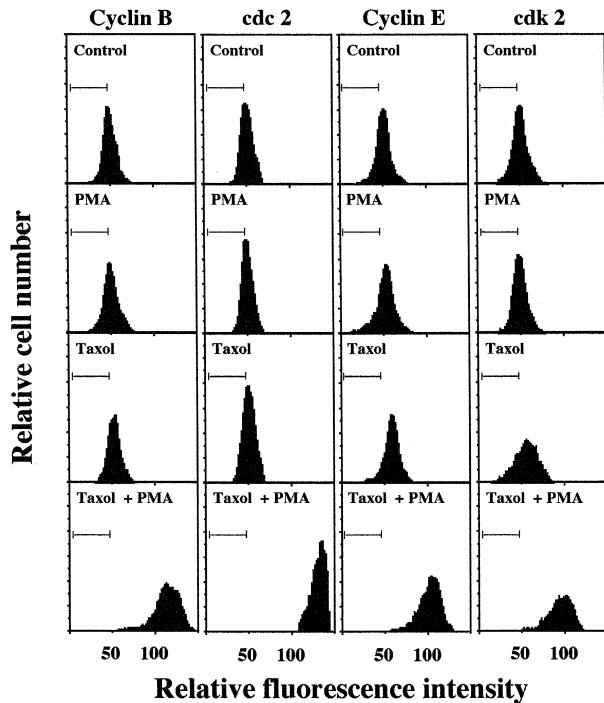 Cyclin B cdc 2 Cyclin E cdk 2
Control Control Control Control
PMA PMA PMA PMA
Taxol Taxol Taxol Taxol
Taxol + PMA Taxol + PMA Taxol + PMA Taxol + PMA
Relative cell number
50 100 50 100 50 100 50 100
Relative fluorescence intensity